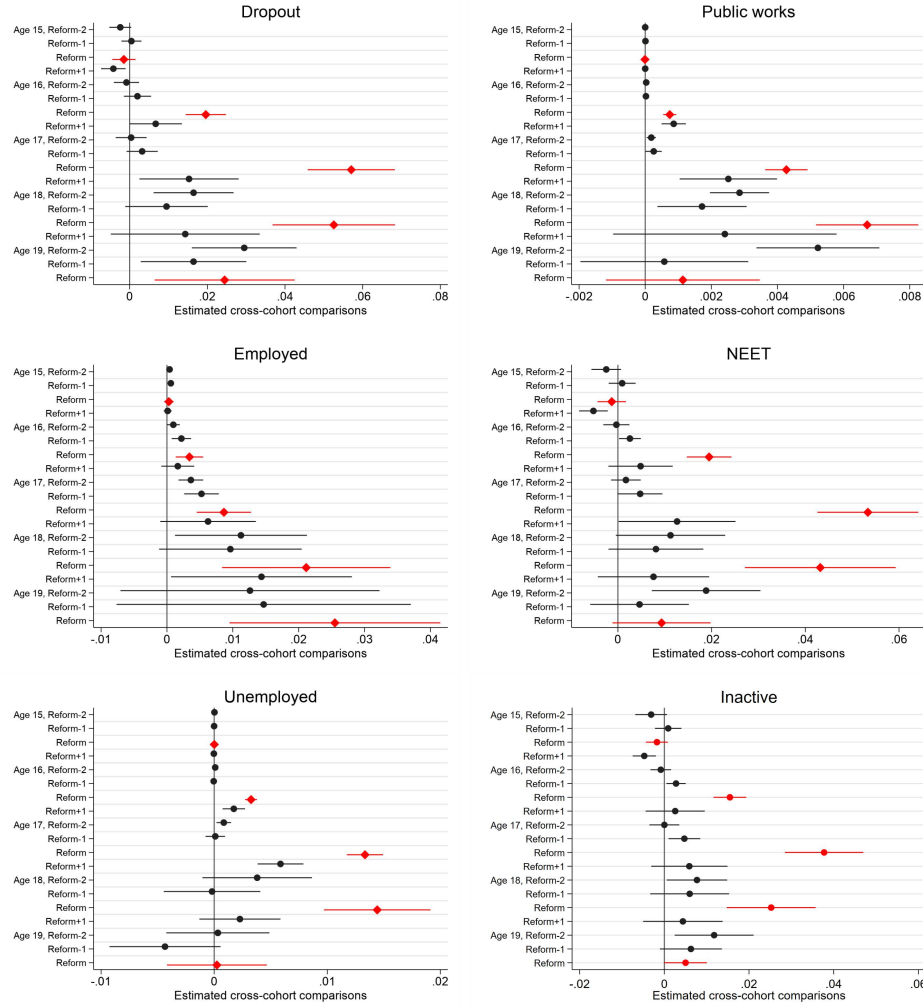 Dropout
Age 15, Reform-2
Reform-1
Reform
Reform+1
Age 16, Reform-2
Reform-1
Reform
Reform+1
Age 17, Reform-2
Reform-1
Reform
Reform+1
Age 18, Reform-2
Reform-1
Reform
Reform+1
Age 19, Reform-2
Reform-1
Reform
0 .02 .04 .06 .08
Estimated cross-cohort comparisons
Public works
Age 15, Reform-2
Reform-1
Reform
Reform+1
Age 16, Reform-2
Reform-1
Reform
Reform+1
Age 17, Reform-2
Reform-1
Reform
Reform+1
Age 18, Reform-2
Reform-1
Reform
Reform+1
Age 19, Reform-2
Reform-1
Reform
-.002 0 .002 .004 .006 .008
Estimated cross-cohort comparisons
Employed
Age 15, Reform-2
Reform-1
Reform
Reform+1
Age 16, Reform-2
Reform-1
Reform
Reform+1
Age 17, Reform-2
Reform-1
Reform
Reform+1
Age 18, Reform-2
Reform-1
Reform
Reform+1
Age 19, Reform-2
Reform-1
Reform
-.01 0 .01 .02 .03 .04
Estimated cross-cohort comparisons
NEET
Age 15, Reform-2
Reform-1
Reform
Reform+1
Age 16, Reform-2
Reform-1
Reform
Reform+1
Age 17, Reform-2
Reform-1
Reform
Reform+1
Age 18, Reform-2
Reform-1
Reform
Reform+1
Age 19, Reform-2
Reform-1
Reform
0 .02 .04 .06
Estimated cross-cohort comparisons
Unemployed
Age 15, Reform-2
Reform-1
Reform
Reform+1
Age 16, Reform-2
Reform-1
Reform
Reform+1
Age 17, Reform-2
Reform-1
Reform
Reform+1
Age 18, Reform-2
Reform-1
Reform
Reform+1
Age 19, Reform-2
Reform-1
Reform
-.01 0 .01 .02
Estimated cross-cohort comparisons
Inactive
Age 15, Reform-2
Reform-1
Reform
Reform+1
Age 16, Reform-2
Reform-1
Reform
Reform+1
Age 17, Reform-2
Reform-1
Reform
Reform+1
Age 18, Reform-2
Reform-1
Reform
Reform+1
Age 19, Reform-2
Reform-1
Reform
-.02 0 .02 .04
Estimated cross-cohort comparisons